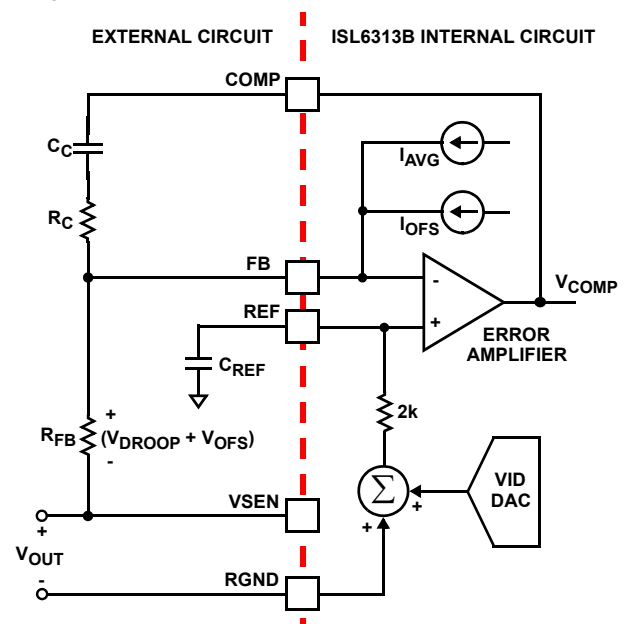 EXTERNAL CIRCUIT
ISL6313B INTERNAL CIRCUIT
COMP
CC
IAVG
RC
IOFS
FB
-
VCOMP
REF
+
ERROR
AMPLIFIER
CREF
2k
+
RFB
(VDROOP + VOFS)
-
VID
DAC
Σ
VSEN
+
+
+
VOUT
-
RGND